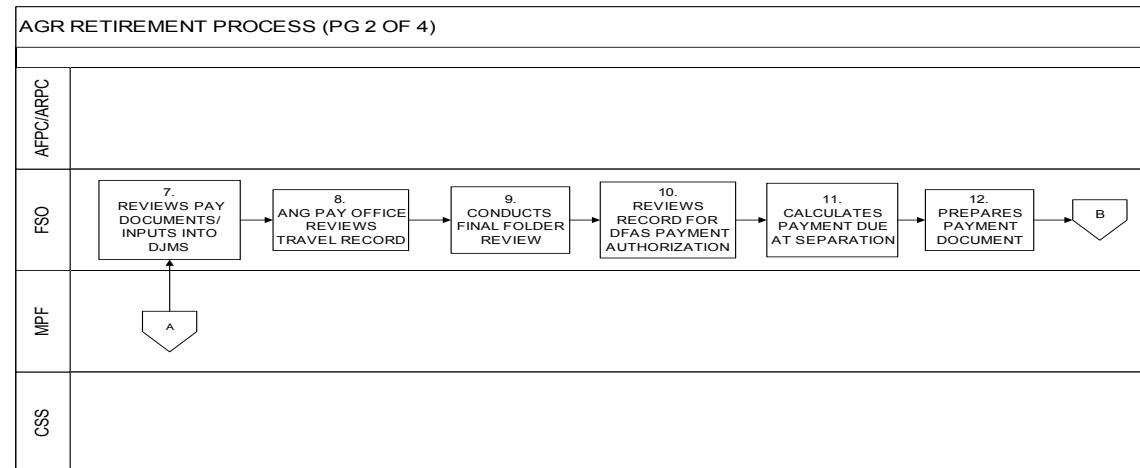 AGR RETIREMENT PROCESS (PG 2 OF 4)
AFPC/ARPC
FSO
7.
REVIEWS PAY
DOCUMENTS/
INPUTS INTO
DJMS
8.
ANG PAY OFFICE
REVIEWS
TRAVEL RECORD
9.
CONDUCTS
FINAL FOLDER
REVIEW
10.
REVIEWS
RECORD FOR
DFAS PAYMENT
AUTHORIZATION
11.
CALCULATES
PAYMENT DUE
AT SEPARATION
12.
PREPARES
PAYMENT
DOCUMENT
B
MPF
A
CSS